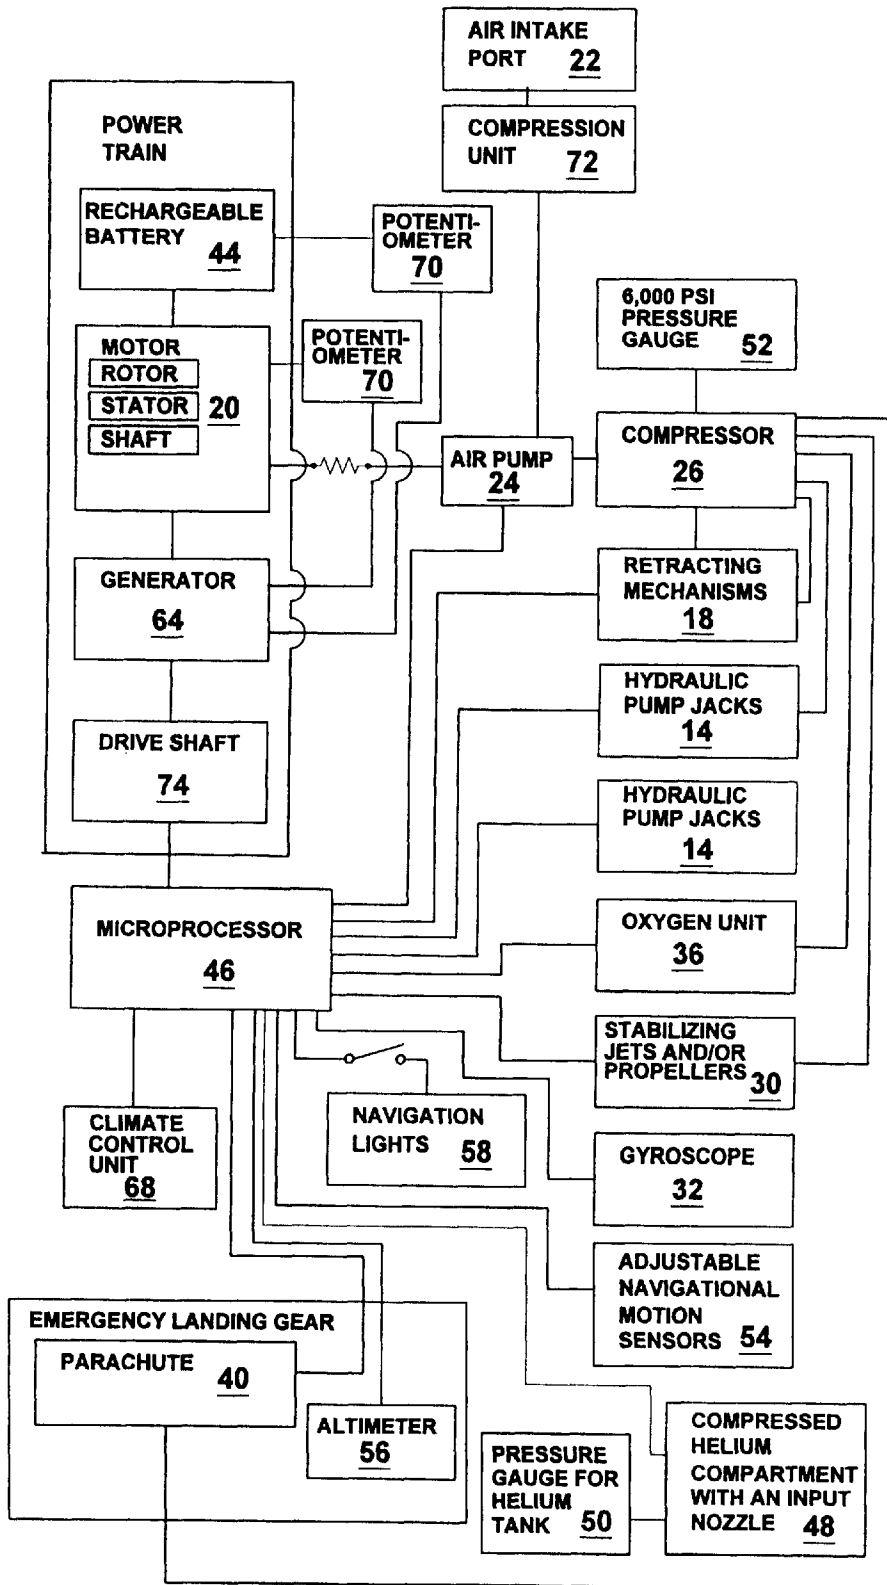 AIR INTAKE
PORT 22
COMPRESSION
UNIT 72
POWER
TRAIN
RECHARGEABLE
BATTERY 44
POTENTI-
OMETER
70
POTENTI-
OMETER
70
MOTOR
ROTOR
STATOR 20
SHAFT
6,000 PSI
PRESSURE
GAUGE 52
COMPRESSOR
26
AIR PUMP
24
GENERATOR
64
RETRACTING
MECHANISMS
18
HYDRAULIC
PUMP JACKS
14
DRIVE SHAFT
74
HYDRAULIC
PUMP JACKS
14
MICROPROCESSOR
46
OXYGEN UNIT
36
STABILIZING
JETS AND/OR
PROPELLERS 30
CLIMATE
CONTROL
UNIT
68
NAVIGATION
LIGHTS 58
GYROSCOPE
32
ADJUSTABLE
NAVIGATIONAL
MOTION
SENSORS 54
EMERGENCY LANDING GEAR
PARACHUTE 40
ALTIMETER
56
PRESSURE
GAUGE FOR
HELIUM
TANK 50
COMPRESSED
HELIUM
COMPARTMENT
WITH AN INPUT
NOZZLE 48